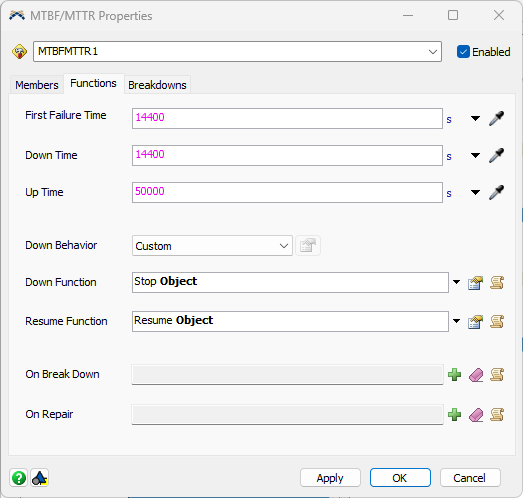 MTBF/MTTR Properties
MTBFMTTR1
Enabled
Members Functions Breakdowns
First Failure Time 14400 s
Down Time 14400 s
Up Time 50000 s
Down Behavior Custom
Down Function Stop Object
Resume Function Resume Object
On Break Down
On Repair
Apply OK Cancel